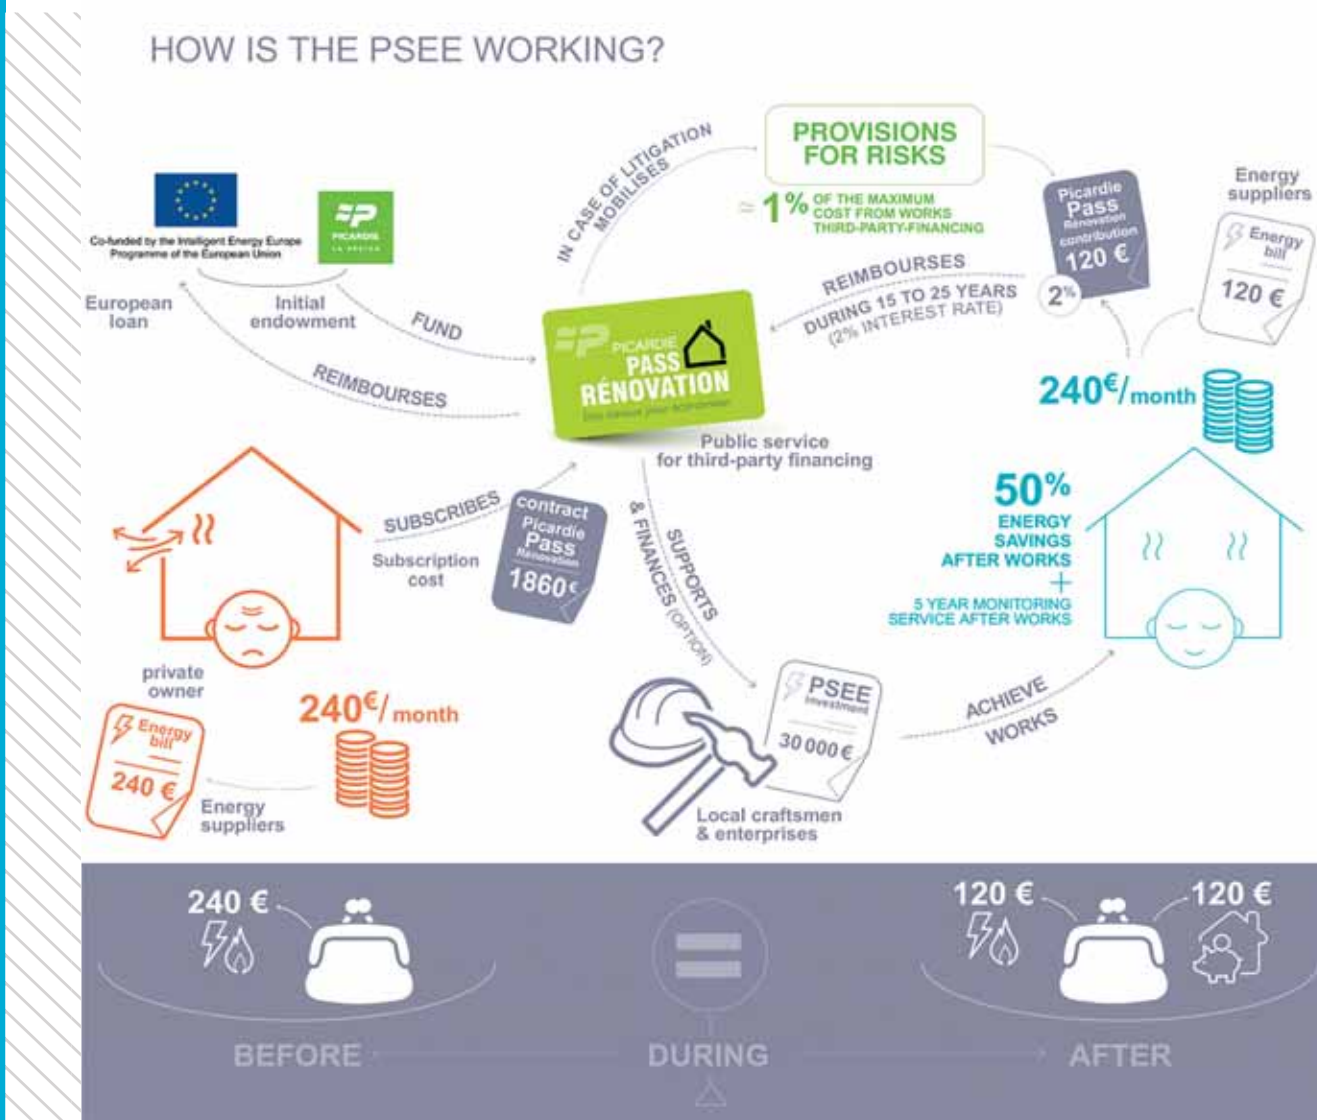 HOW IS THE PSEE WORKING?
Co-funded by the Intelligent Energy Europe
Programme of the European Union
PICARDIE
LA RÉGION
European
loan
Initial
endowment
FUND
REIMBOURSES
IN CASE OF LITIGATION
MOBILISES
PROVISIONS
FOR RISKS
≈ 1% OF THE MAXIMUM
COST FROM WORKS
THIRD-PARTY-FINANCING
Picardie
Pass
Rénovation
contribution
120 €
2%
Energy
suppliers
Energy
bill
120 €
REIMBOURSES
DURING 15 TO 25 YEARS
(2% INTEREST RATE)
PICARDIE
PASS
RÉNOVATION
Public service
for third-party financing
240€/month
50%
ENERGY
SAVINGS
AFTER WORKS
+
5 YEAR MONITORING
SERVICE AFTER WORKS
SUBSCRIBES
Subscription
cost
contract
Picardie
Pass
Rénovation
1860€
SUPPORTS
& FINANCES (OPTION)
private
owner
240€/month
Energy
bill
240 €
Energy
suppliers
PSEE
Investment
30 000 €
Local craftsmen
& enterprises
ACHIEVE
WORKS
240 €
120 €
120 €
BEFORE
DURING
AFTER